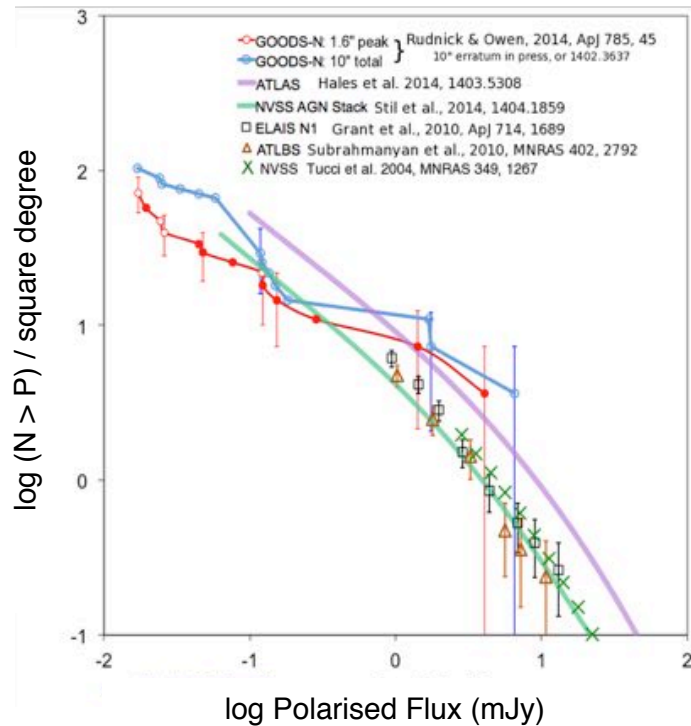 3
GOODS-N: 1.6" peak } Rudnick & Owen, 2014, ApJ 785, 45
GOODS-N: 10" total 10" erratum in press, or 1402.3637
ATLAS Hales et al. 2014, 1403.5308
NVSS AGN Stack Stil et al., 2014, 1404.1859
ELAIS N1 Grant et al., 2010, ApJ 714, 1689
ATLBS Subrahmanyan et al., 2010, MNRAS 402, 2792
NVSS Tucci et al. 2004, MNRAS 349, 1267
2
1
0
-1
log (N > P) / square degree
-2 -1 0 1 2
log Polarised Flux (mJy)